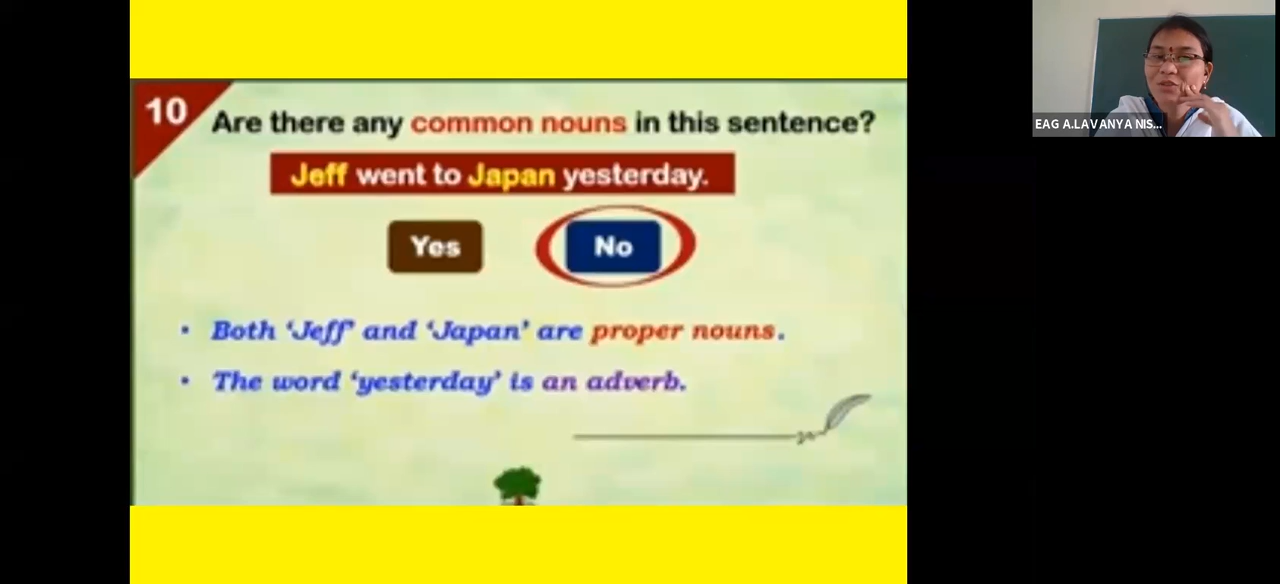 10
Are there any common nouns in this sentence?
Jeff went to Japan yesterday.
Yes
No
• Both ‘Jeff’ and ‘Japan’ are proper nouns.
• The word ‘yesterday’ is an adverb.
EAG A.LAVANYA NIS...